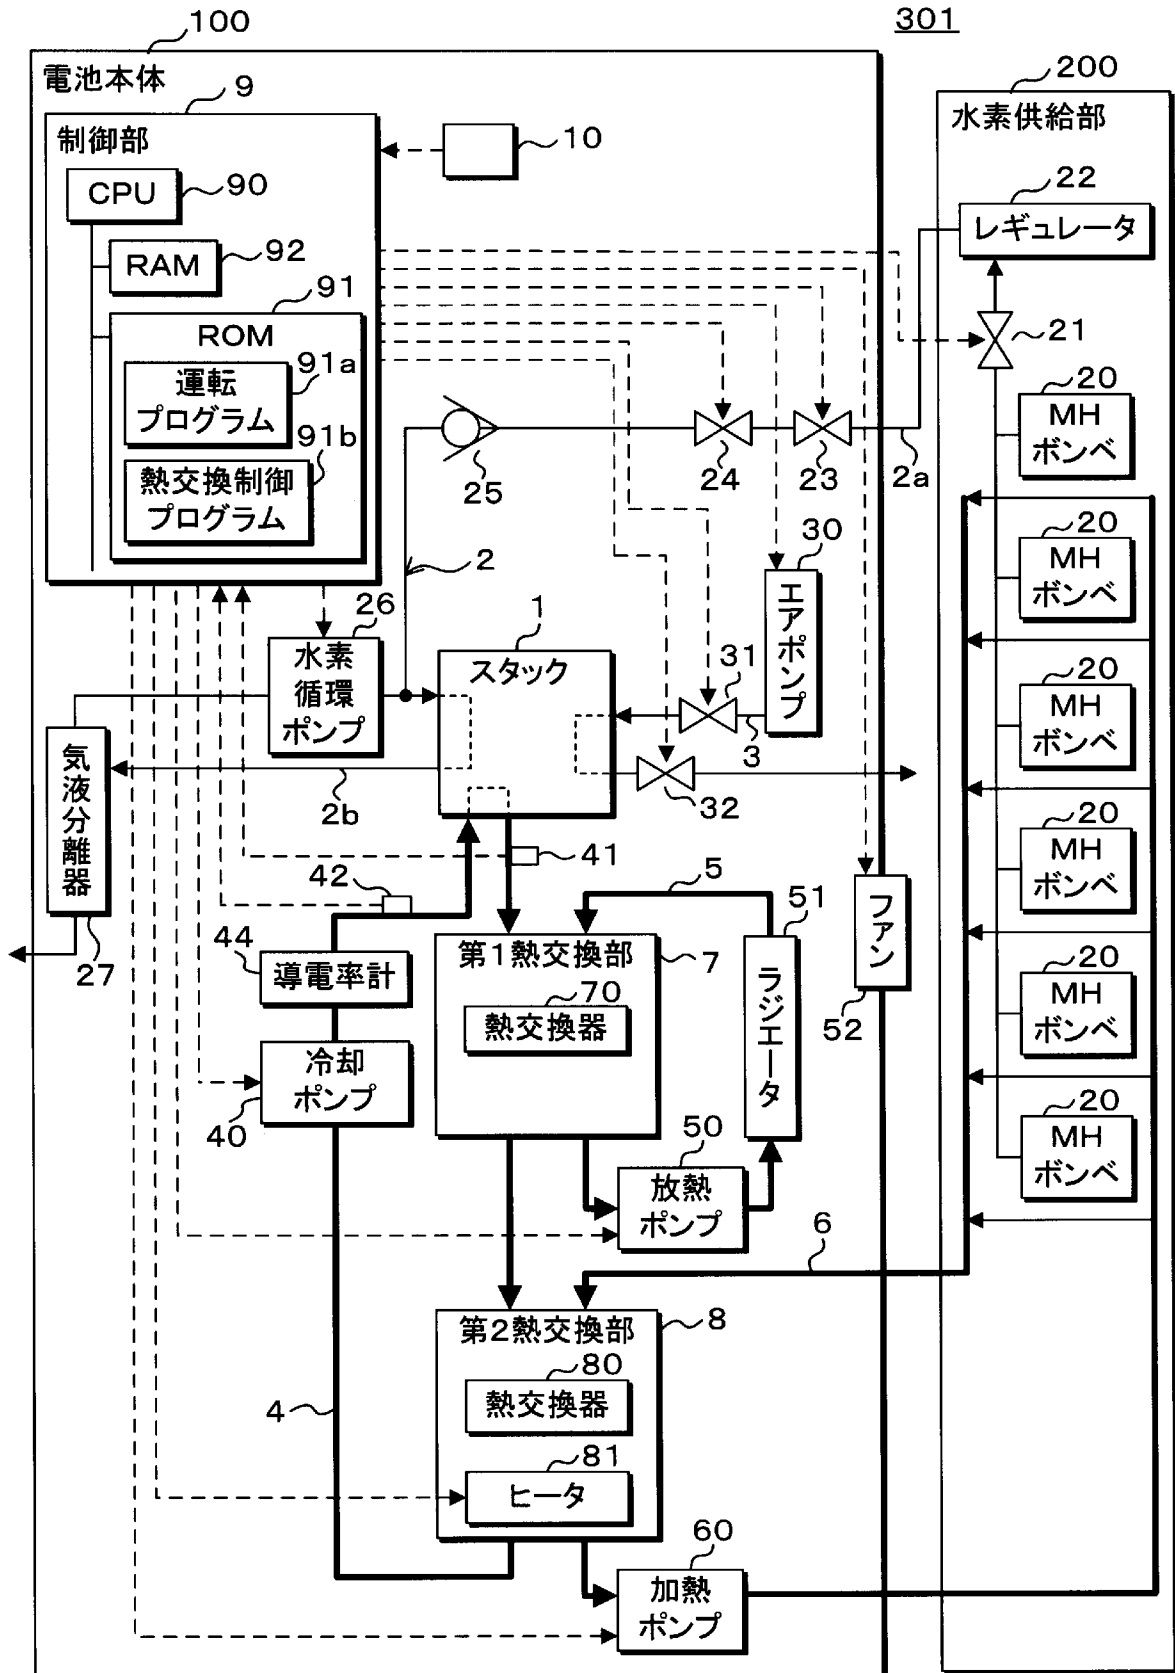 301
100
電池本体
9
制御部
10
CPU
90
RAM
92
91
ROM
91a
運転
プログラム
91b
熱交換制御
プログラム
200
水素供給部
22
レギュレータ
21
20
MH
ボンベ
20
MH
ボンベ
20
MH
ボンベ
20
MH
ボンベ
20
MH
ボンベ
20
MH
ボンベ
25
24
23
2a
2
30
エアポンプ
26
水素
循環
ポンプ
1
スタック
31
3
32
気液分離器
2b
27
41
42
5
51
ラジエータ
ファン
52
44
導電率計
第1熱交換部
7
70
熱交換器
冷却
ポンプ
40
50
放熱
ポンプ
6
第2熱交換部
8
80
熱交換器
4
81
ヒータ
60
加熱
ポンプ